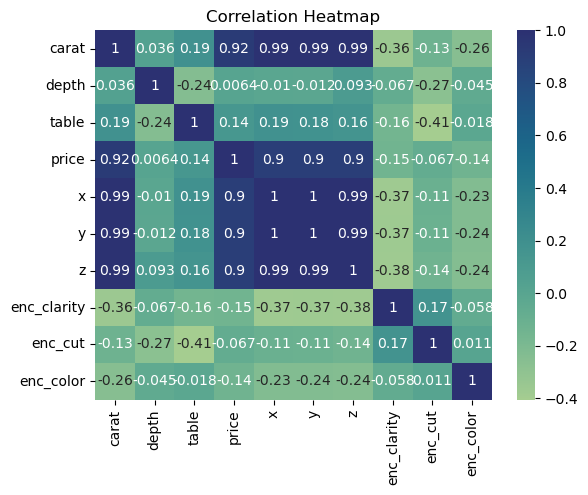 Correlation Heatmap
carat 1 0.036 0.19 0.92 0.99 0.99 0.99 -0.36 -0.13 -0.26
depth 0.036 1 -0.24 0.0064 -0.01 -0.012 0.093 -0.067 -0.27 -0.045
table 0.19 -0.24 1 0.14 0.19 0.18 0.16 -0.16 -0.41 -0.018
price 0.92 0.0064 0.14 1 0.9 0.9 0.9 -0.15 -0.067 -0.14
x 0.99 -0.01 0.19 0.9 1 1 0.99 -0.37 -0.11 -0.23
y 0.99 -0.012 0.18 0.9 1 1 0.99 -0.37 -0.11 -0.24
z 0.99 0.093 0.16 0.9 0.99 0.99 1 -0.38 -0.14 -0.24
enc_clarity -0.36 -0.067 -0.16 -0.15 -0.37 -0.37 -0.38 1 0.17 -0.058
enc_cut -0.13 -0.27 -0.41 -0.067 -0.11 -0.11 -0.14 0.17 1 0.011
enc_color -0.26 -0.045 -0.018 -0.14 -0.23 -0.24 -0.24 -0.058 0.011 1
carat depth table price x y z enc_clarity enc_cut enc_color
1.0
0.8
0.6
0.4
0.2
0.0
−0.2
−0.4